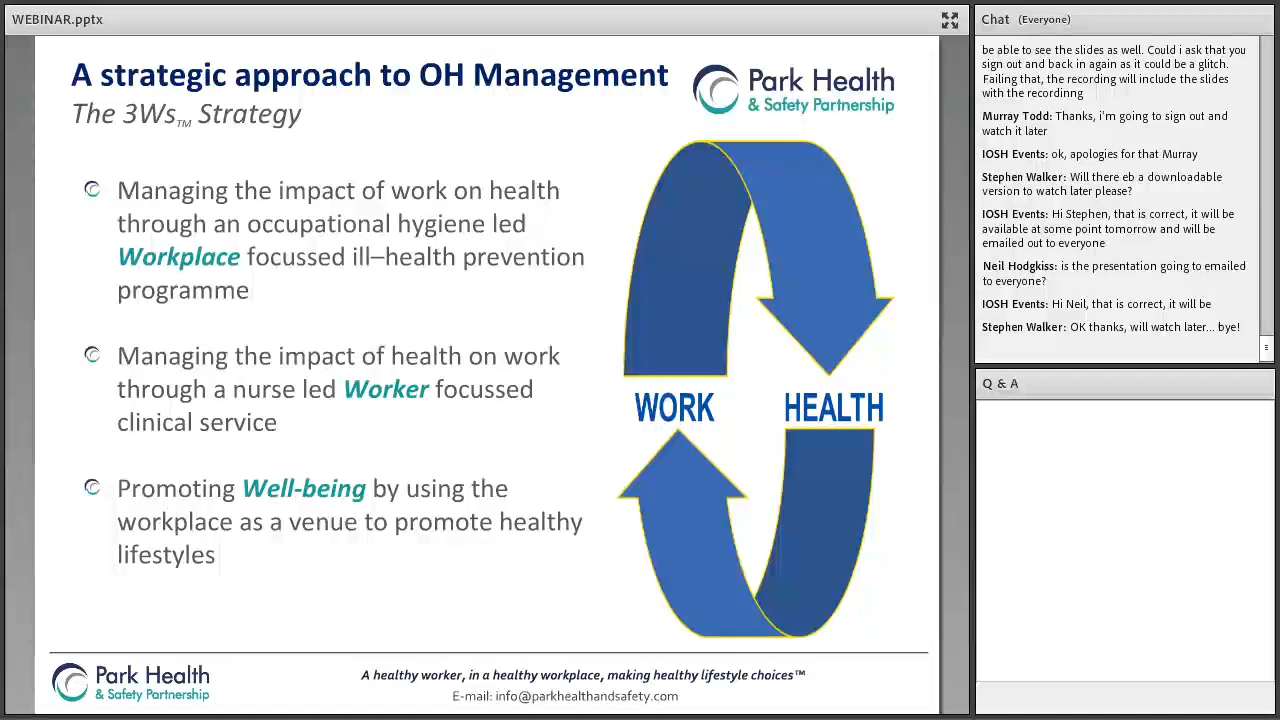 WEBINAR.pptx
A strategic approach to OH Management
The 3Ws™ Strategy
Park Health
& Safety Partnership
Managing the impact of work on health
through an occupational hygiene led
Workplace focussed ill–health prevention
programme
Managing the impact of health on work
through a nurse led Worker focussed
clinical service
Promoting Well-being by using the
workplace as a venue to promote healthy
lifestyles
WORK
HEALTH
Park Health
& Safety Partnership
A healthy worker, in a healthy workplace, making healthy lifestyle choices™
E-mail: info@parkhealthandsafety.com
Chat (Everyone)
be able to see the slides as well. Could i ask that you
sign out and back in again as it could be a glitch.
Failing that, the recording will include the slides
with the recordinng
Murray Todd: Thanks, i'm going to sign out and
watch it later
IOSH Events: ok, apologies for that Murray
Stephen Walker: Will there eb a downloadable
version to watch later please?
IOSH Events: Hi Stephen, that is correct, it will be
available at some point tomorrow and will be
emailed out to everyone
Neil Hodgkiss: is the presentation going to emailed
to everyone?
IOSH Events: Hi Neil, that is correct, it will be
Stephen Walker: OK thanks, will watch later... bye!
Q & A